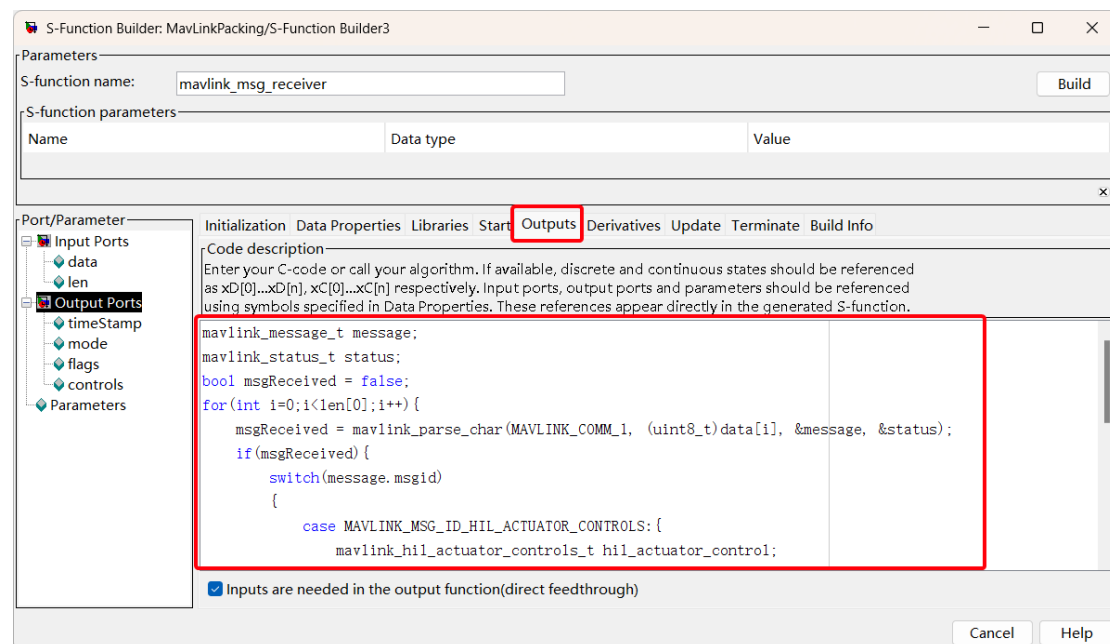 S-Function Builder: MavLinkPacking/S-Function Builder3
Parameters
S-function name: mavlink_msg_receiver Build
S-function parameters
Name Data type Value
Port/Parameter
Input Ports
data
len
Output Ports
timeStamp
mode
flags
controls
Parameters
Initialization Data Properties Libraries Start Outputs Derivatives Update Terminate Build Info
Code description
Enter your C-code or call your algorithm. If available, discrete and continuous states should be referenced
as xD[0]...xD[n], xC[0]...xC[n] respectively. Input ports, output ports and parameters should be referenced
using symbols specified in Data Properties. These references appear directly in the generated S-function.
mavlink_message_t message;
mavlink_status_t status;
bool msgReceived = false;
for(int i=0;i<len[0];i++){
msgReceived = mavlink_parse_char(MAVLINK_COMM_1, (uint8_t)data[i], &message, &status);
if(msgReceived){
switch(message.msgid)
{
case MAVLINK_MSG_ID_HIL_ACTUATOR_CONTROLS:{
mavlink_hil_actuator_controls_t hil_actuator_control;
Inputs are needed in the output function(direct feedthrough)
Cancel Help